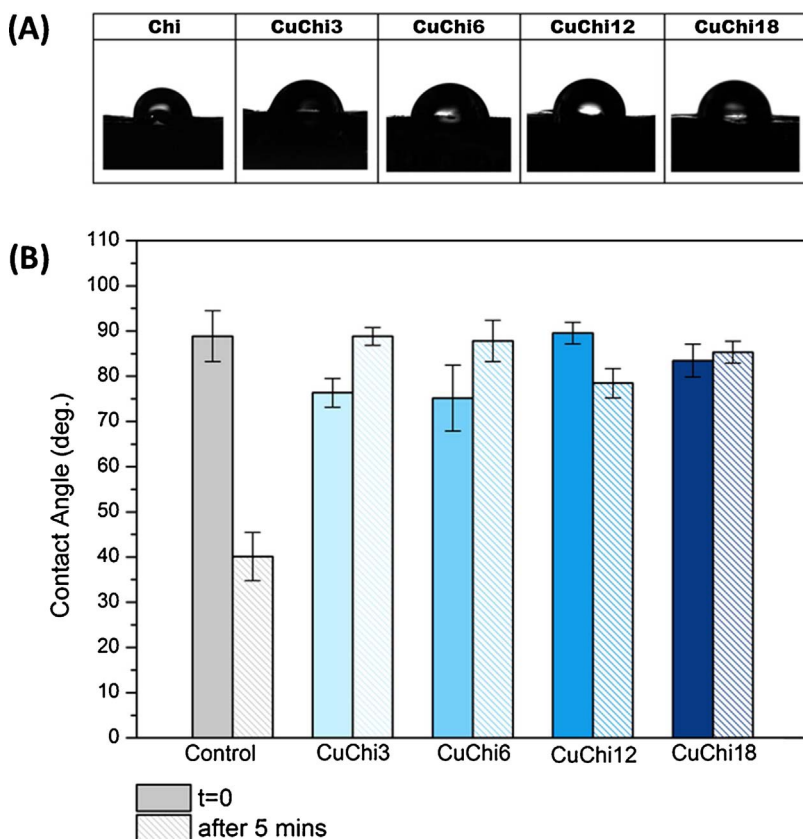 (A)
Chi CuChi3 CuChi6 CuChi12 CuChi18
(B)
110
100
90
80
70
60
50
40
30
20
10
0
Contact Angle (deg.)
Control CuChi3 CuChi6 CuChi12 CuChi18
t=0
after 5 mins